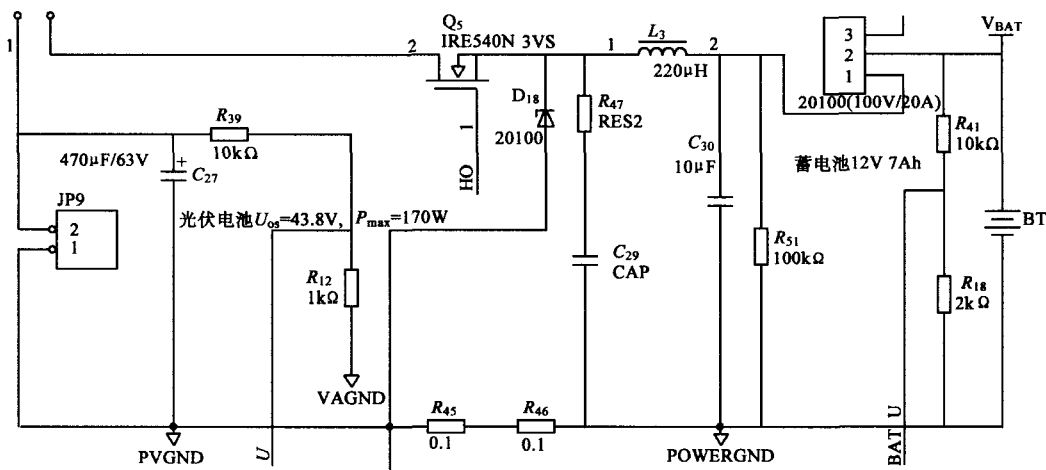 Q5
IRE540N 3VS
1
2
1
HO
L3
1
2
220μH
3
2
1
20100(100V/20A)
VBAT
D18
20100
R47
RES2
C30
10μF
R41
10kΩ
蓄电池12V 7Ah
BT
R39
10kΩ
470μF/63V
+
C27
JP9
2
1
光伏电池Uos=43.8V, Pmax=170W
R12
1kΩ
VAGND
C29
CAP
R51
100kΩ
R18
2kΩ
R45
0.1
R46
0.1
PVGND
U
POWERGND
BAT U